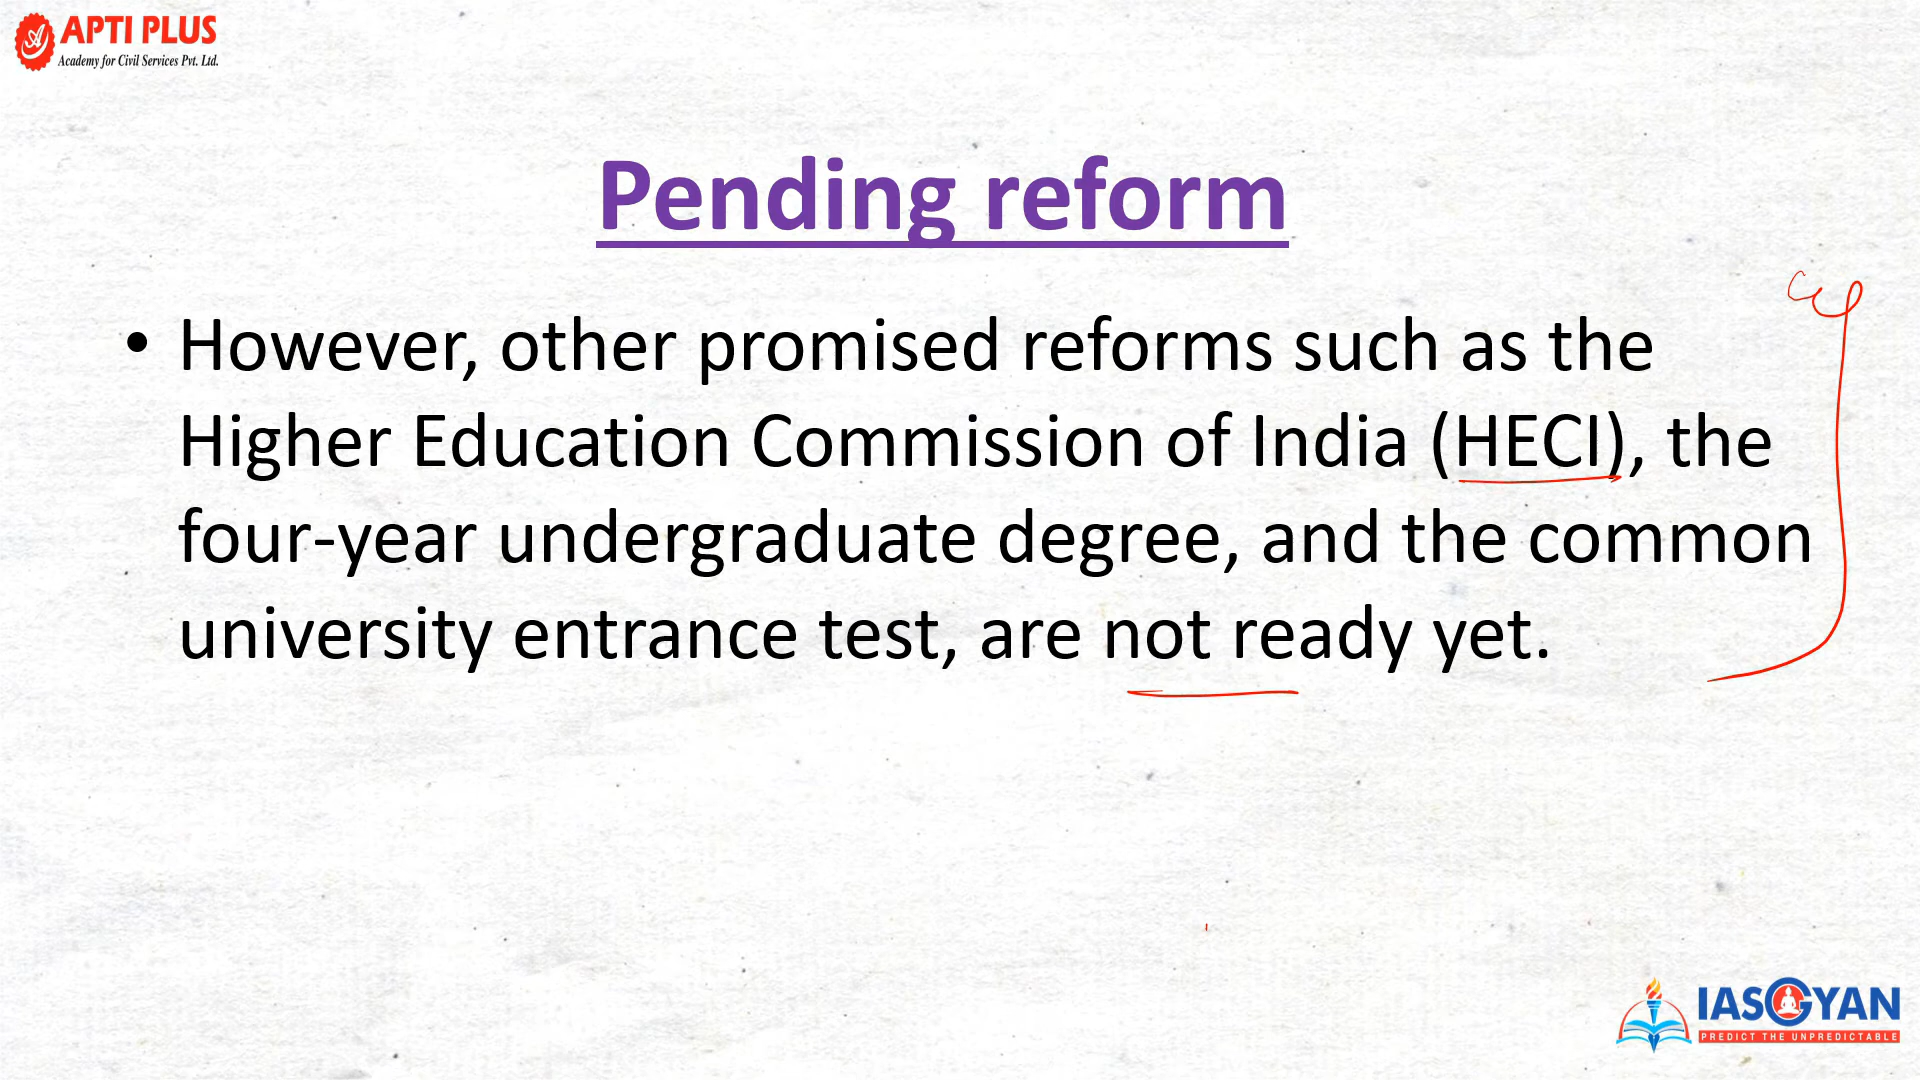 APTI PLUS
Academy for Civil Services Pvt. Ltd.
Pending reform
• However, other promised reforms such as the
Higher Education Commission of India (HECI), the
four-year undergraduate degree, and the common
university entrance test, are not ready yet.
IASGYAN
PREDICT THE UNPREDICTABLE